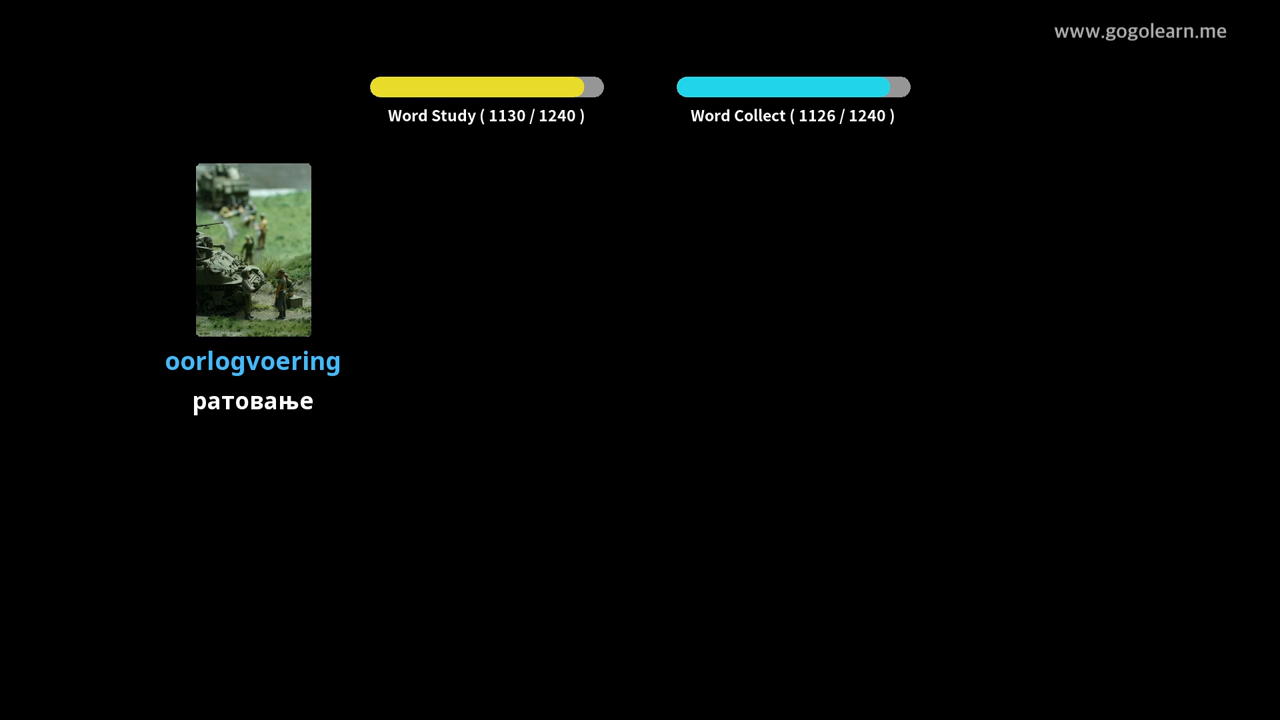 www.gogolearn.me
Word Study ( 1130 / 1240 )
Word Collect ( 1126 / 1240 )
oorlogvoering
ратовање